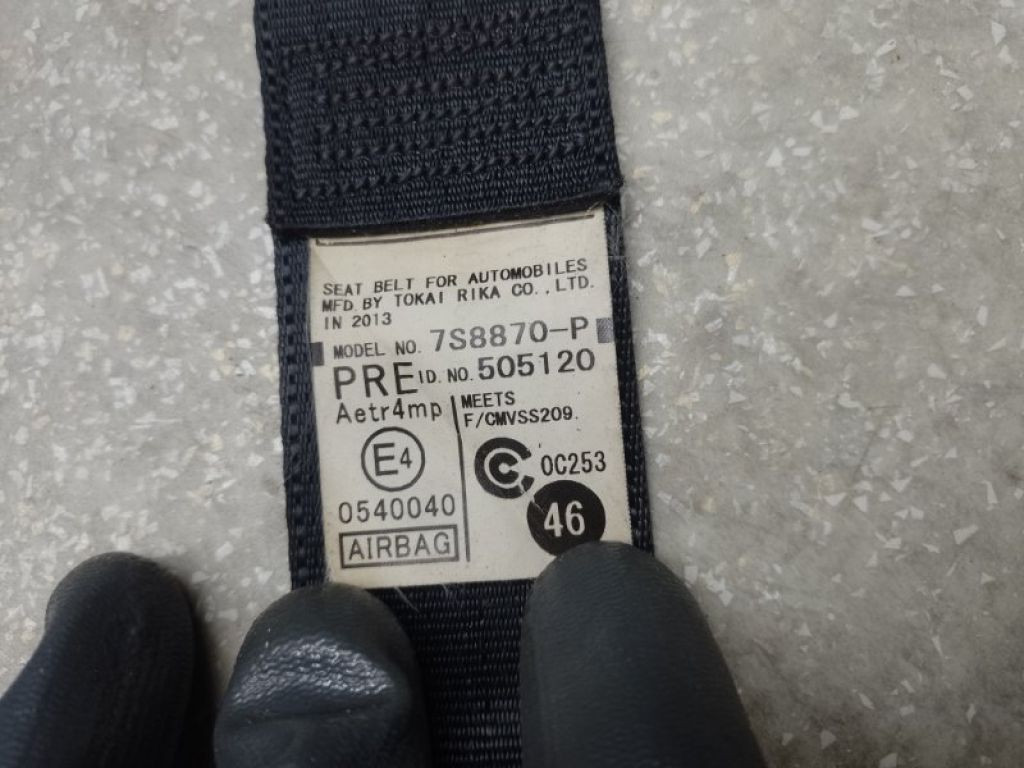 SEAT BELT FOR AUTOMOBILES
MFD.BY TOKAI RIKA CO.,LTD.
IN 2013
MODEL NO. 7S8870-P
PRE ID.NO.505120
Aetr4mp
MEETS
F/CMVSS209.
E4
0C253
0540040
46
AIRBAG